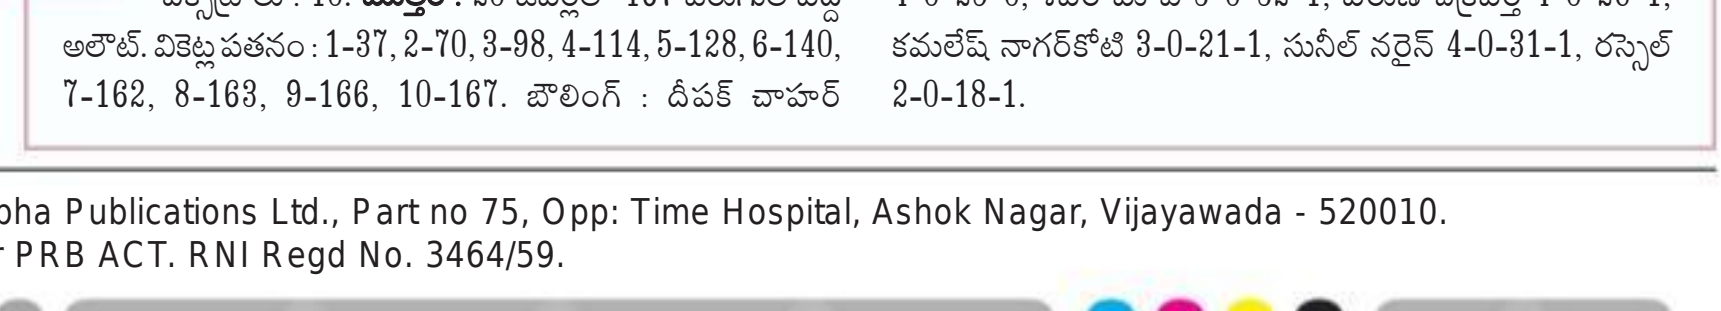 అలౌట్. వికెట్ల పతనం : 1-37, 2-70, 3-98, 4-114, 5-128, 6-140,
7-162, 8-163, 9-166, 10-167. బౌలింగ్ : దీపక్ చాహర్
కమలేష్ నాగర్‌కోటి 3-0-21-1, సునీల్ నరైన్ 4-0-31-1, రస్సెల్
2-0-18-1.
Publications Ltd., Part no 75, Opp: Time Hospital, Ashok Nagar, Vijayawada - 520010.
PRB ACT. RNI Regd No. 3464/59.